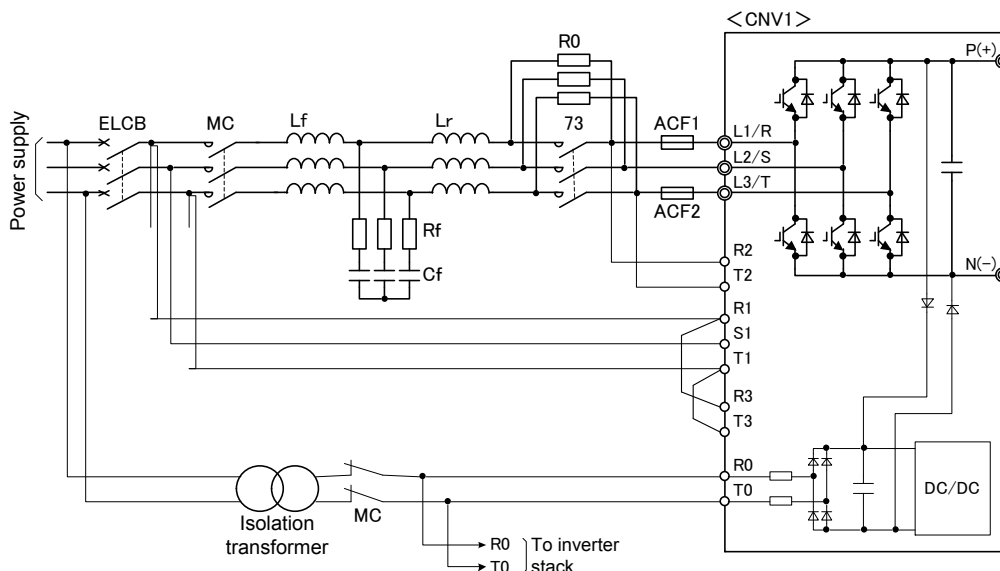 <CNV1>
P(+)
R0
ELCB
MC
Lf
Lr
73
ACF1
L1/R
L2/S
L3/T
ACF2
Power supply
Rf
Cf
N(-)
R2
T2
R1
S1
T1
R3
T3
R0
T0
DC/DC
MC
Isolation
transformer
R0
To inverter
T0
stack